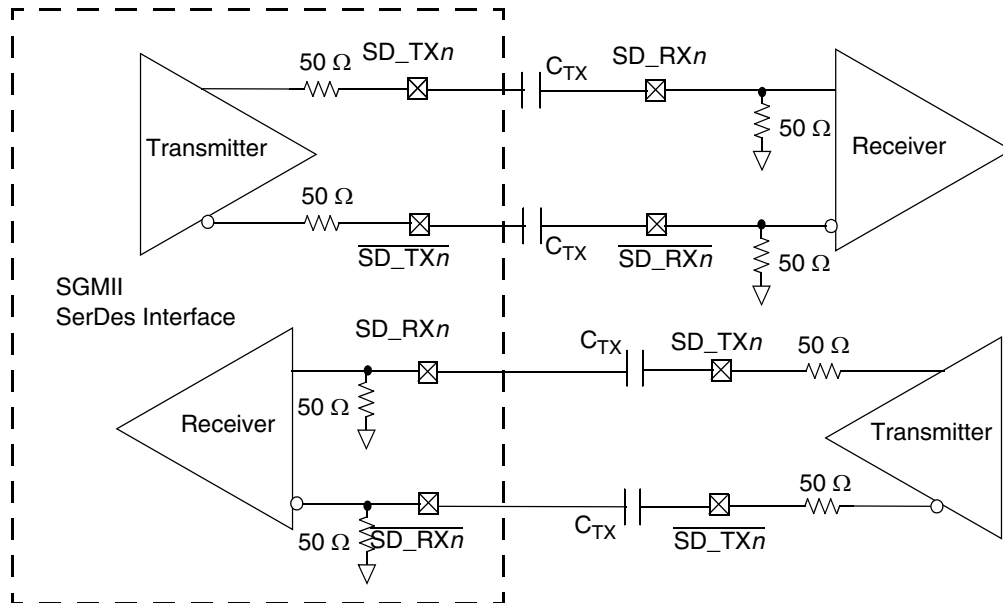 50 Ω
SD_TXn
C_TX
SD_RXn
50 Ω
Transmitter
Receiver
50 Ω
SD_TXn
C_TX
SD_RXn
50 Ω
SGMII
SerDes Interface
SD_RXn
C_TX
SD_TXn
50 Ω
50 Ω
Receiver
Transmitter
50 Ω
50 Ω
SD_RXn
C_TX
SD_TXn